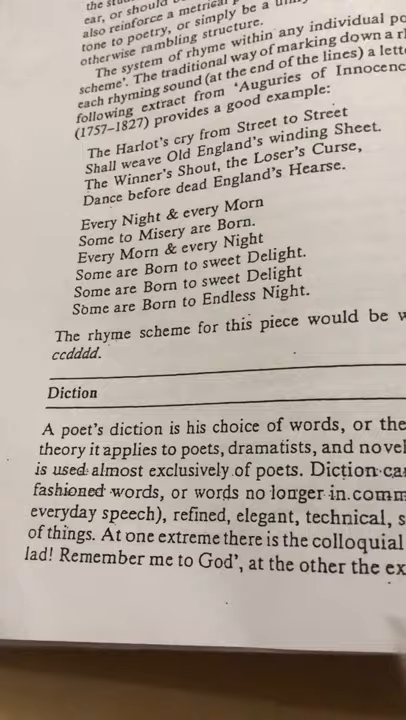 the
ear, or should
also reinforce a metrical
tone to poetry, or simply be a
otherwise rambling structure.
The system of rhyme within any individual po
scheme'. The traditional way of marking down a r
each rhyming sound (at the end of the lines) a lett
following extract from 'Auguries of Innocenc
(1757–1827) provides a good example:
The Harlot's cry from Street to Street
Shall weave Old England's winding Sheet.
The Winner's Shout, the Loser's Curse,
Dance before dead England's Hearse.
Every Night & every Morn
Some to Misery are Born.
Every Morn & every Night
Some are Born to sweet Delight.
Some are Born to sweet Delight
Some are Born to Endless Night.
The rhyme scheme for this piece would be w
ccdddd.
Diction
A poet's diction is his choice of words, or the
theory it applies to poets, dramatists, and novel
is used almost exclusively of poets. Diction ca
fashioned words, or words no longer in comm
everyday speech), refined, elegant, technical, s
of things. At one extreme there is the colloquial
lad! Remember me to God', at the other the ex